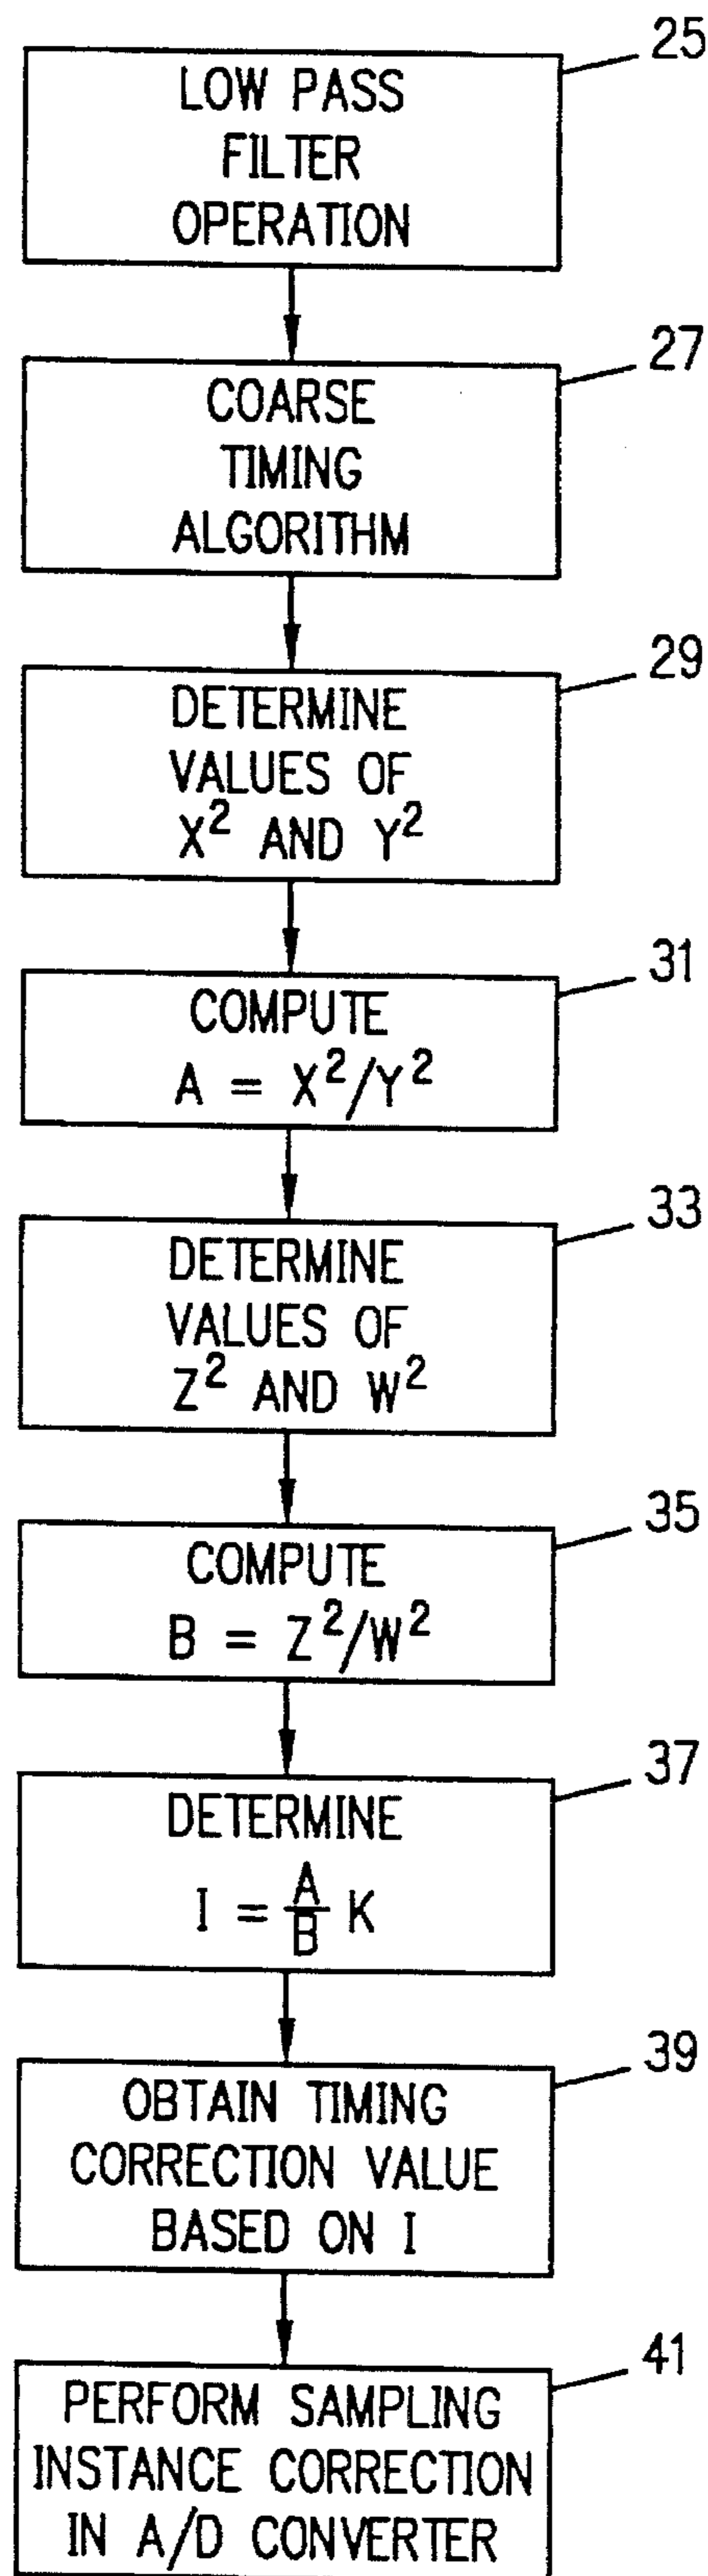 25
LOW PASS
FILTER
OPERATION
27
COARSE
TIMING
ALGORITHM
29
DETERMINE
VALUES OF
X² AND Y²
31
COMPUTE
A = X²/Y²
33
DETERMINE
VALUES OF
Z² AND W²
35
COMPUTE
B = Z²/W²
37
DETERMINE
I = A/B K
39
OBTAIN TIMING
CORRECTION VALUE
BASED ON I
41
PERFORM SAMPLING
INSTANCE CORRECTION
IN A/D CONVERTER